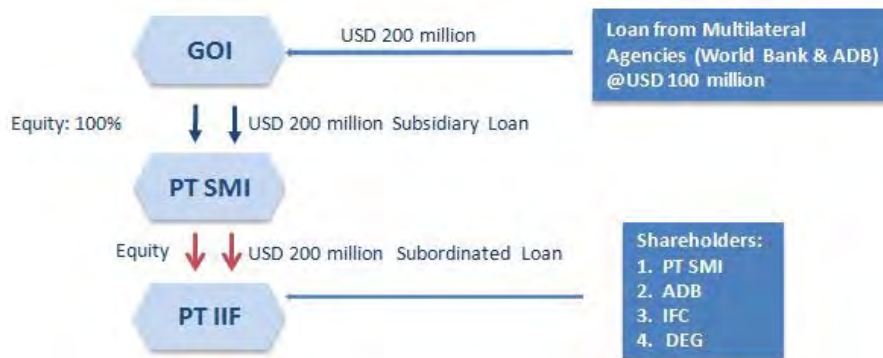 GOI
USD 200 million
Loan from Multilateral
Agencies (World Bank & ADB)
@USD 100 million
Equity: 100%
USD 200 million Subsidiary Loan
PT SMI
Equity
USD 200 million Subordinated Loan
PT IIF
Shareholders:
1. PT SMI
2. ADB
3. IFC
4. DEG